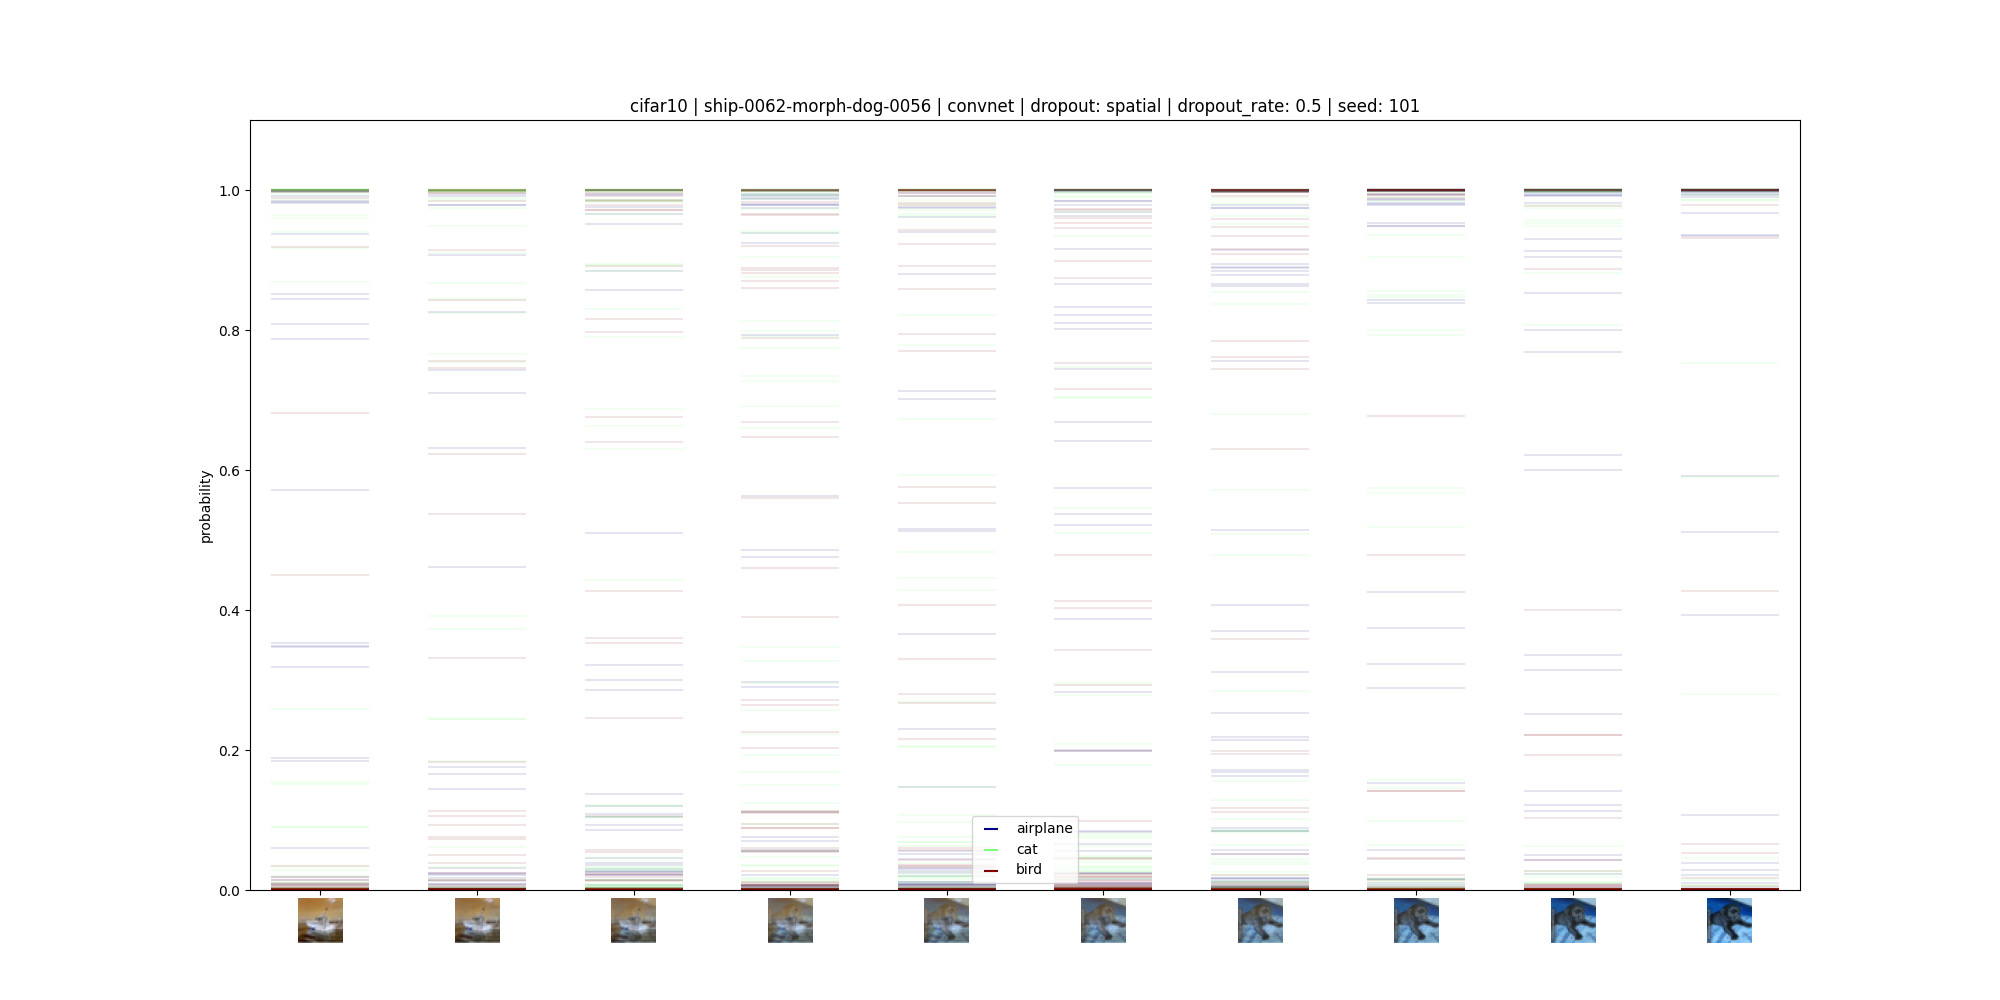 cifar10 | ship-0062-morph-dog-0056 | convnet | dropout: spatial | dropout_rate: 0.5 | seed: 101
1.0
0.8
0.6
0.4
0.2
0.0
probability
airplane
cat
bird